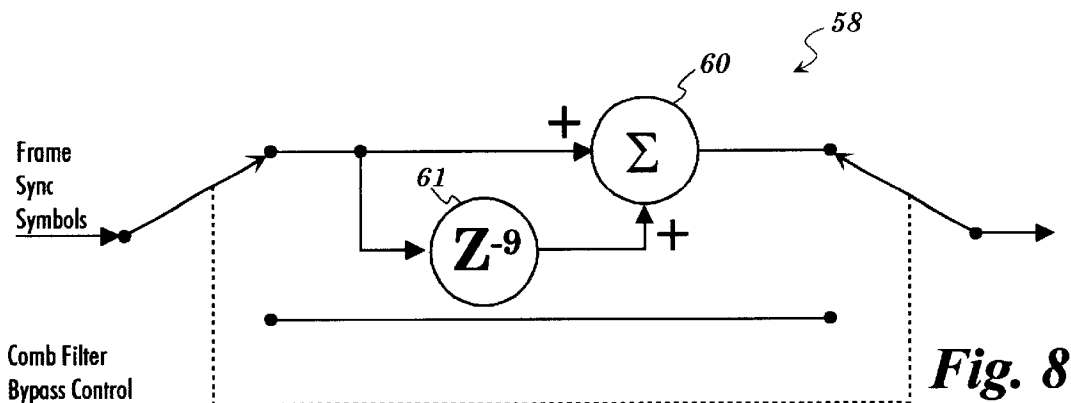 58
60
+
Σ
Frame
Sync
Symbols
61
Z-9
+
Comb Filter
Bypass Control
Fig. 8